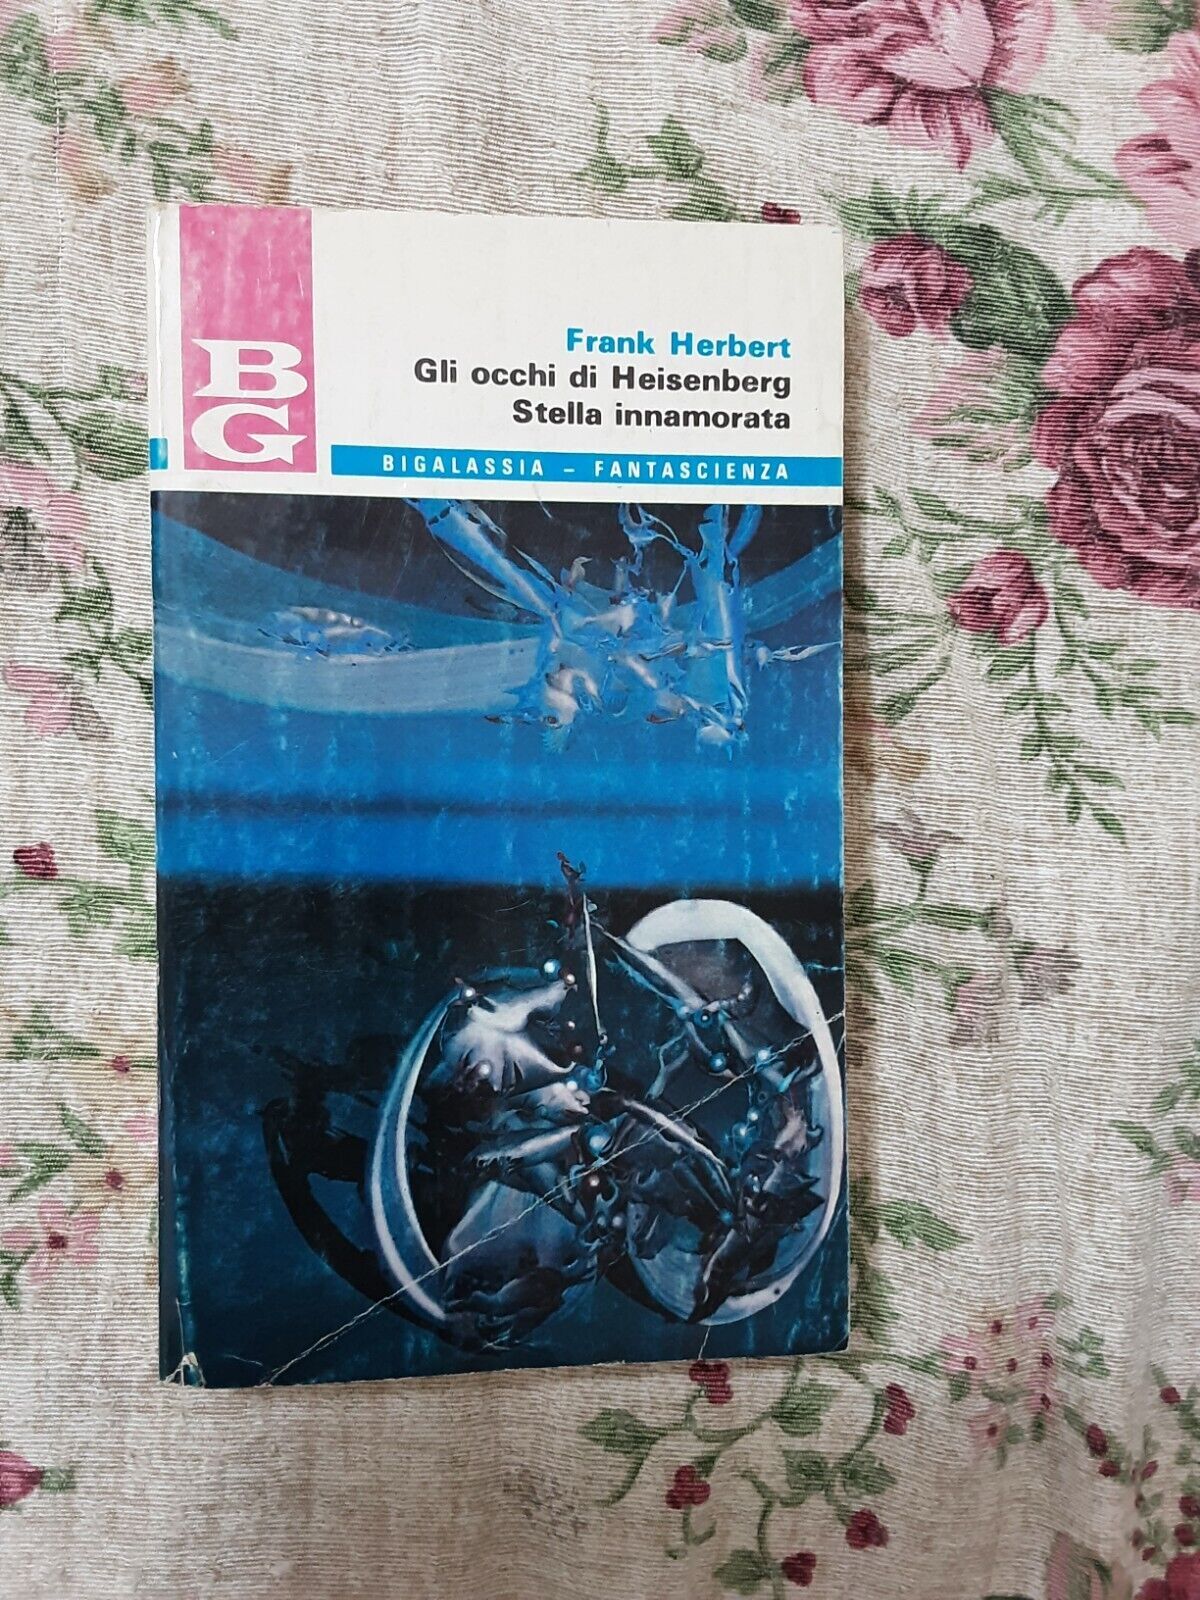 BG
Frank Herbert
Gli occhi di Heisenberg
Stella innamorata
BIGALASSIA – FANTASCIENZA